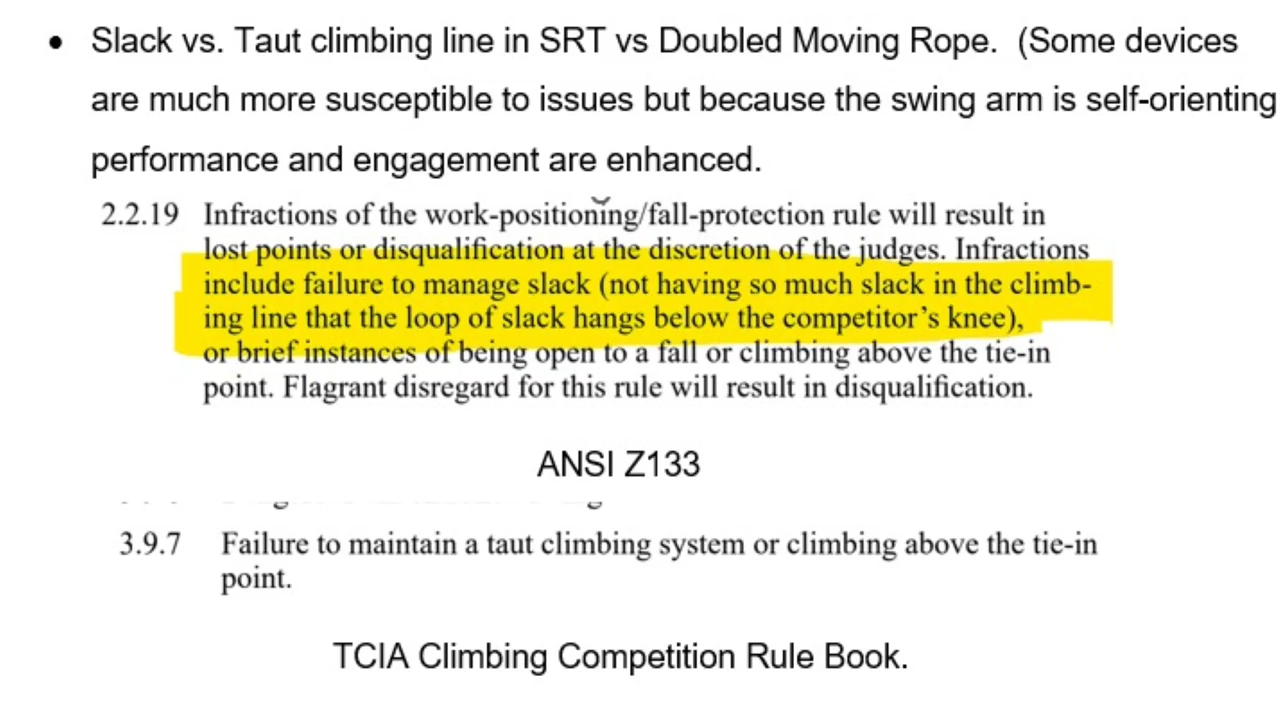 • Slack vs. Taut climbing line in SRT vs Doubled Moving Rope.  (Some devices
are much more susceptible to issues but because the swing arm is self-orienting
performance and engagement are enhanced.
2.2.19 Infractions of the work-positioning/fall-protection rule will result in
lost points or disqualification at the discretion of the judges. Infractions
include failure to manage slack (not having so much slack in the climb-
ing line that the loop of slack hangs below the competitor’s knee),
or brief instances of being open to a fall or climbing above the tie-in
point. Flagrant disregard for this rule will result in disqualification.
ANSI Z133
3.9.7 Failure to maintain a taut climbing system or climbing above the tie-in
point.
TCIA Climbing Competition Rule Book.